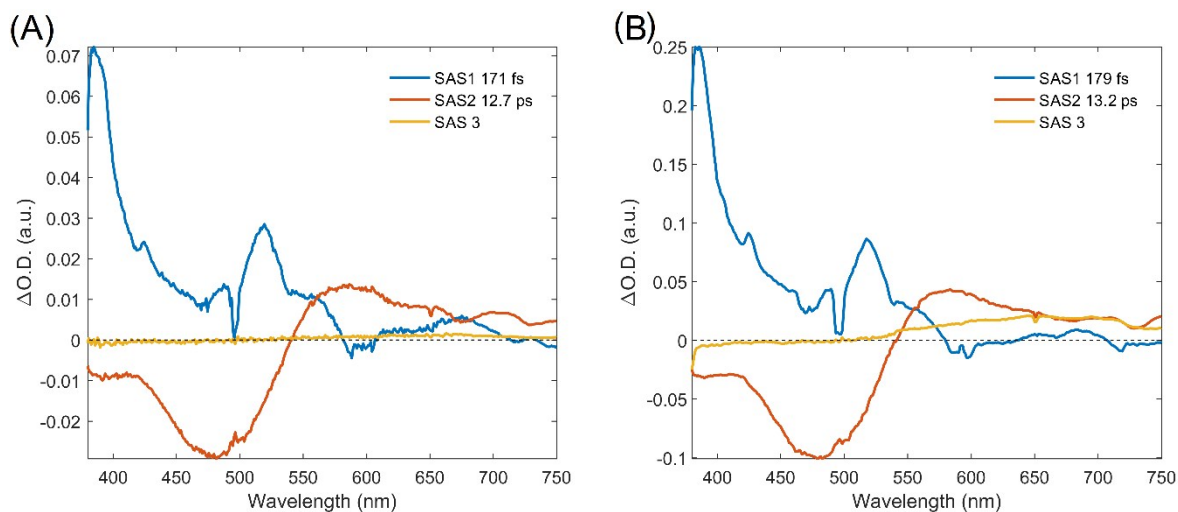 (A)
SAS1 171 fs
SAS2 12.7 ps
SAS 3
0.07
0.06
0.05
0.04
0.03
0.02
0.01
0
-0.01
-0.02
ΔO.D. (a.u.)
400 450 500 550 600 650 700 750
Wavelength (nm)
(B)
SAS1 179 fs
SAS2 13.2 ps
SAS 3
0.25
0.2
0.15
0.1
0.05
0
-0.05
-0.1
ΔO.D. (a.u.)
400 450 500 550 600 650 700 750
Wavelength (nm)